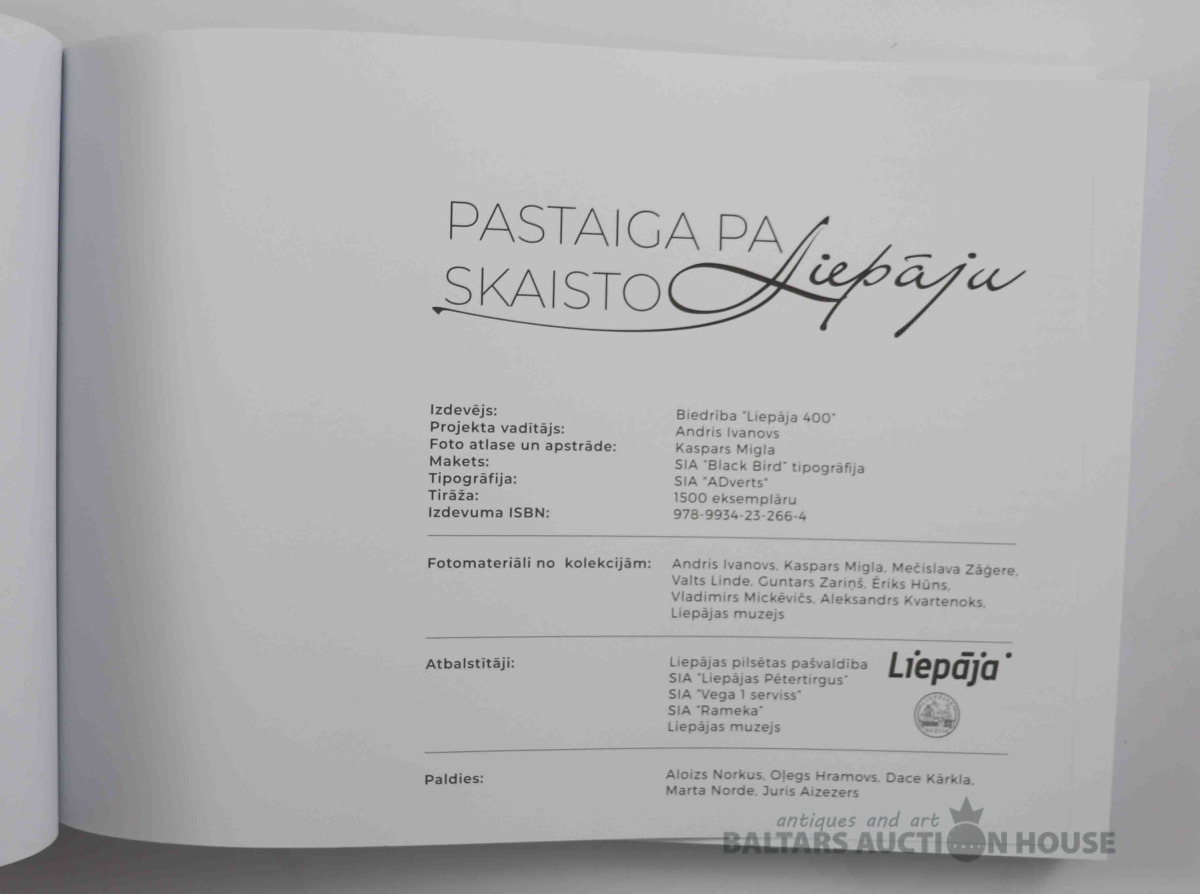 PASTAIGA PA
SKAISTO Liepāju
Izdevējs: Biedrība "Liepāja 400"
Projekta vadītājs: Andris Ivanovs
Foto atlase un apstrāde: Kaspars Migla
Makets: SIA "Black Bird" tipogrāfija
Tipogrāfija: SIA "ADverts"
Tirāža: 1500 eksemplāru
Izdevuma ISBN: 978-9934-23-266-4
Fotomateriāli no kolekcijām: Andris Ivanovs, Kaspars Migla, Mečislava Zāģere,
Valts Linde, Guntars Zariņš, Ēriks Hūns,
Vladimirs Mickēvičs, Aleksandrs Kvartenoks,
Liepājas muzejs
Atbalstītāji: Liepājas pilsētas pašvaldība Liepāja
SIA "Liepājas Pētertirgus"
SIA "Vega 1 serviss"
SIA "Rameka"
Liepājas muzejs
Paldies: Aloizs Norkus, Oļegs Hramovs, Dace Kārkla,
Marta Norde, Juris Aizezers
antiques and art
BALTARS AUCTION HOUSE